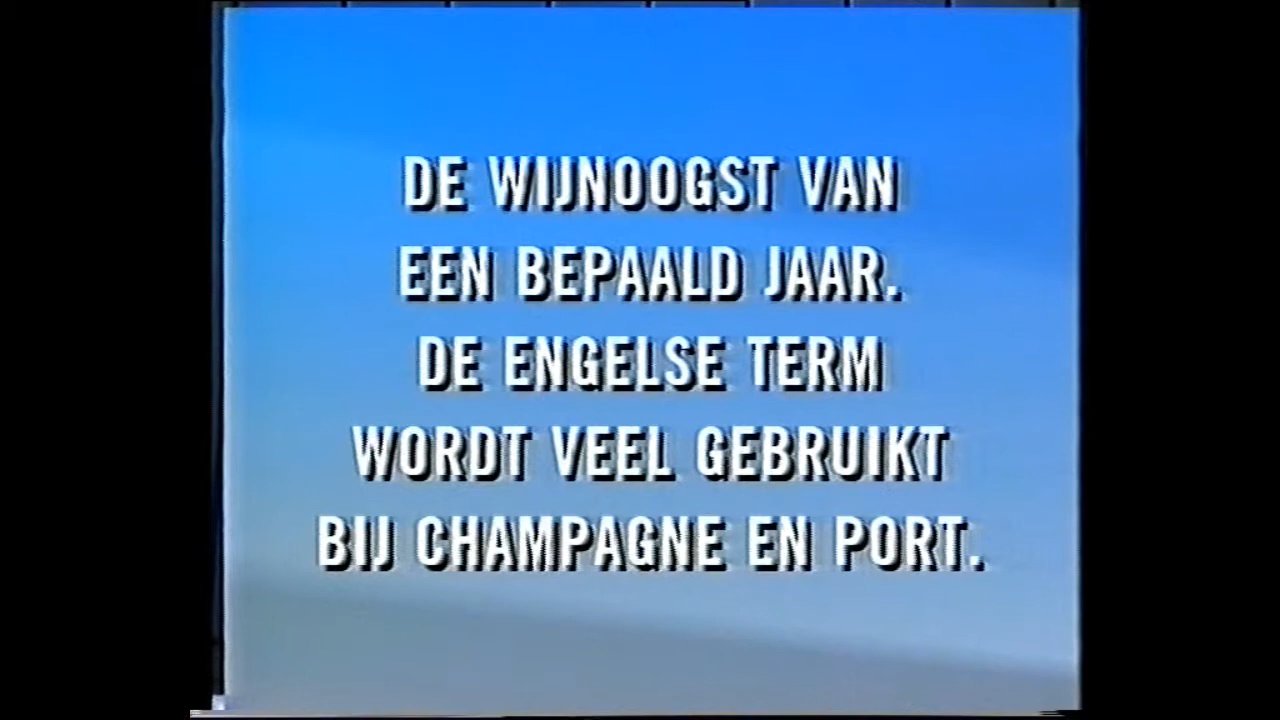 DE WIJNOOGST VAN
EEN BEPAALD JAAR.
DE ENGELSE TERM
WORDT VEEL GEBRUIKT
BIJ CHAMPAGNE EN PORT.